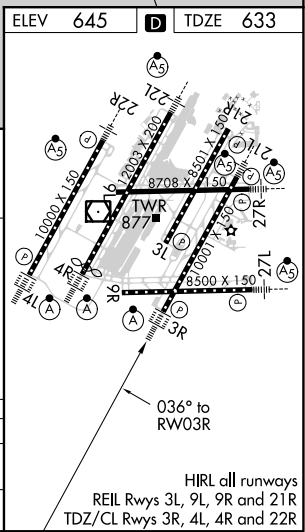 ELEV 645 D TDZE 633
A5
22R
22L
21R
21L
A5
P
P
A5
A5
12003 X 200
8501 X 150
10000 X 150
9L
8708 X 150
TWR
877
27R
10001 X 150
3L
27L
P
P
4R
4L
A
A
9R
8500 X 150
P
A5
A
P
3R
036° to
RW03R
HIRL all runways
REIL Rwys 3L, 9L, 9R and 21R
TDZ/CL Rwys 3R, 4L, 4R and 22R